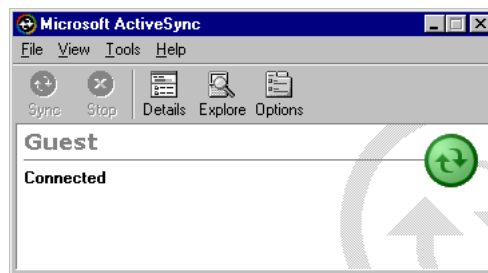 Microsoft ActiveSync
File View Tools Help
Sync Stop Details Explore Options
Guest
Connected